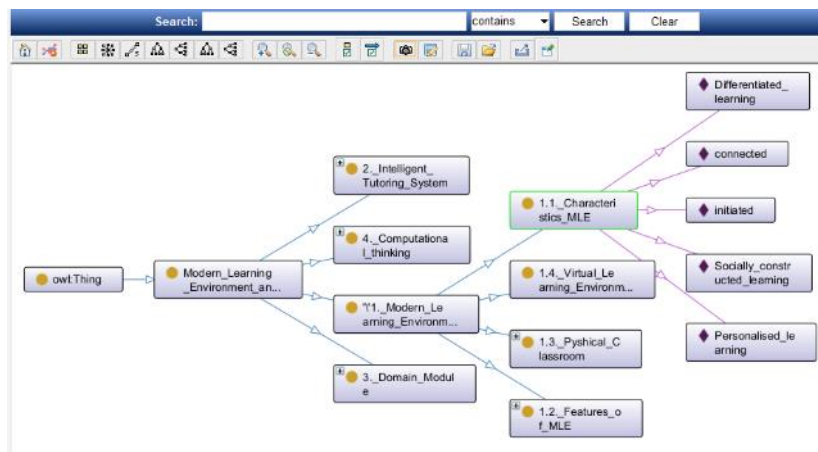 Search:
contains
Search
Clear
Differentiated_
learning
connected
2._Intelligent_
Tutoring_System
1.1._Characteri
stics_MLE
initiated
4._Computationa
l_thinking
Socially_constr
ucted_learning
owl:Thing
Modern_Learning
_Environment_an...
1.4._Virtual_Le
arning_Environm...
"\'1._Modern_Le
arning_Environm...
Personalised_le
arning
1.3._Pyshical_C
lassroom
3._Domain_Modul
e
1.2._Features_o
f_MLE